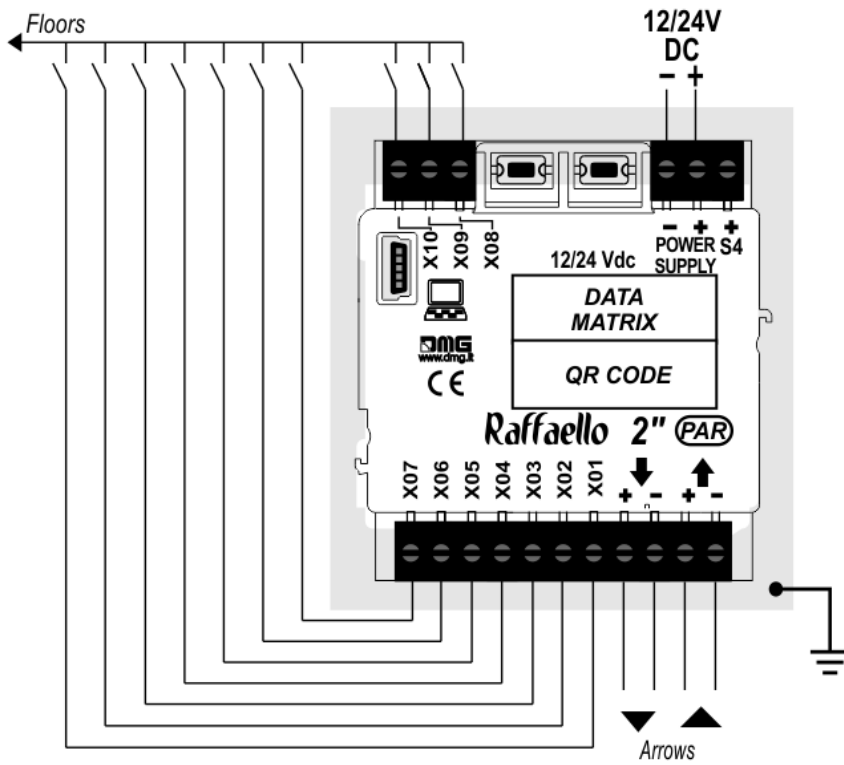 Floors
12/24V
DC
- +
X10
X09
X08
- + +
POWER SUPPLY
S4
12/24 Vdc
DATA
MATRIX
DMG
www.dmg.it
CE
QR CODE
Raffaello 2" PAR
X07
X06
X05
X04
X03
X02
X01
+ - + -
Arrows